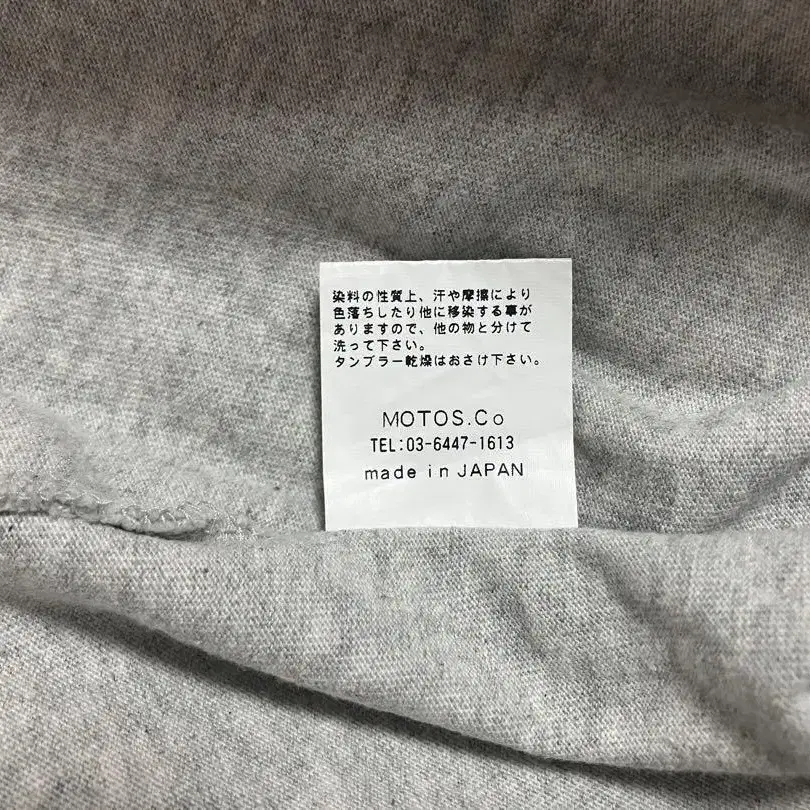 染料の性質上、汗や摩擦により
色落ちしたり他に移染する事が
ありますので、他の物と分けて
洗って下さい。
タンブラー乾燥はおさけ下さい。
MOTOS.Co
TEL:03-6447-1613
made in JAPAN